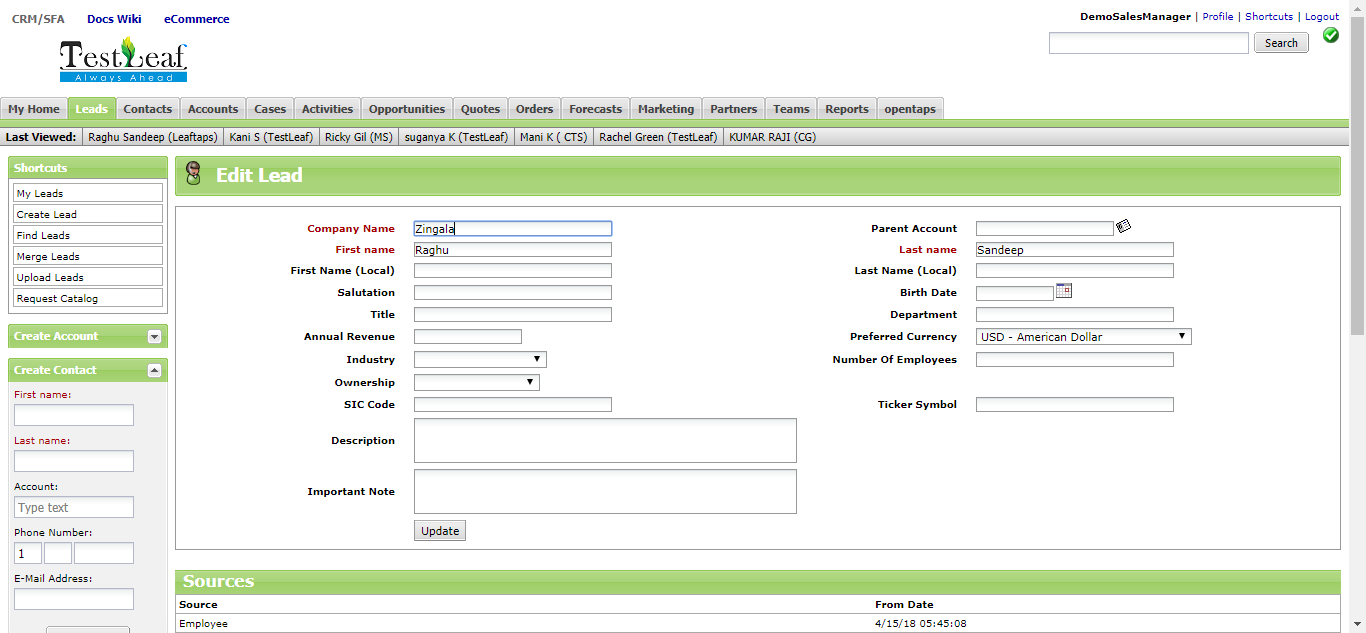 CRM/SFA Docs Wiki eCommerce
DemoSalesManager | Profile | Shortcuts | Logout
Search
TestLeaf
Always Ahead
My Home Leads Contacts Accounts Cases Activities Opportunities Quotes Orders Forecasts Marketing Partners Teams Reports opentaps
Last Viewed: Raghu Sandeep (Leaftaps) Kani S (TestLeaf) Ricky Gil (MS) suganya K (TestLeaf) Mani K ( CTS) Rachel Green (TestLeaf) KUMAR RAJI (CG)
Shortcuts
My Leads
Create Lead
Find Leads
Merge Leads
Upload Leads
Request Catalog
Create Account
Create Contact
First name:
Last name:
Account:
Type text
Phone Number:
1
E-Mail Address:
Edit Lead
Company Name Zingala Parent Account
First name Raghu Last name Sandeep
First Name (Local) Last Name (Local)
Salutation Birth Date
Title Department
Annual Revenue Preferred Currency USD - American Dollar
Industry Number Of Employees
Ownership
SIC Code Ticker Symbol
Description
Important Note
Update
Sources
Source From Date
Employee 4/15/18 05:45:08